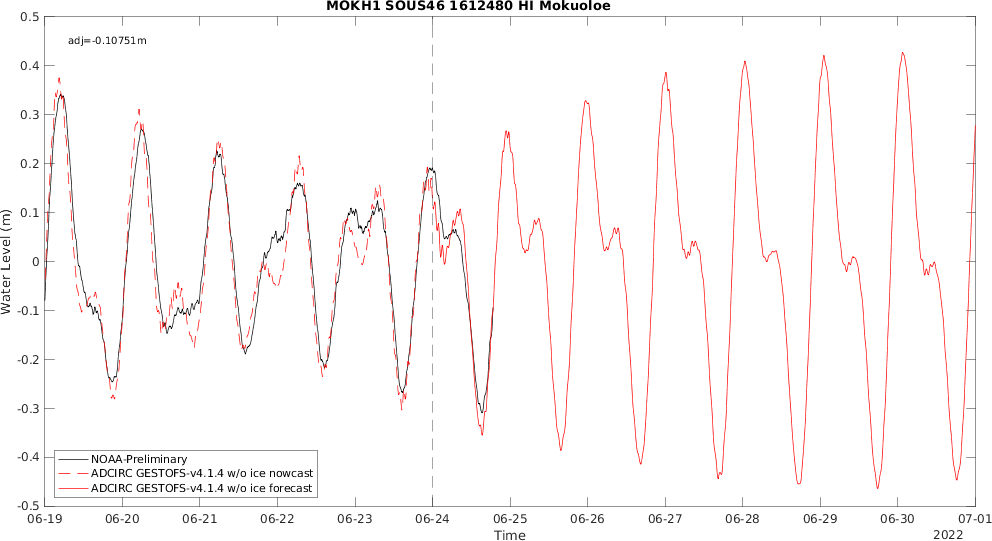 MOKH1 SOUS46 1612480 HI Mokuoloe
adj=-0.10751m
0.5
0.4
0.3
0.2
0.1
0
-0.1
-0.2
-0.3
-0.4
-0.5
Water Level (m)
NOAA-Preliminary
ADCIRC GESTOFS-v4.1.4 w/o ice nowcast
ADCIRC GESTOFS-v4.1.4 w/o ice forecast
06-19 06-20 06-21 06-22 06-23 06-24 06-25 06-26 06-27 06-28 06-29 06-30 07-01
Time
2022